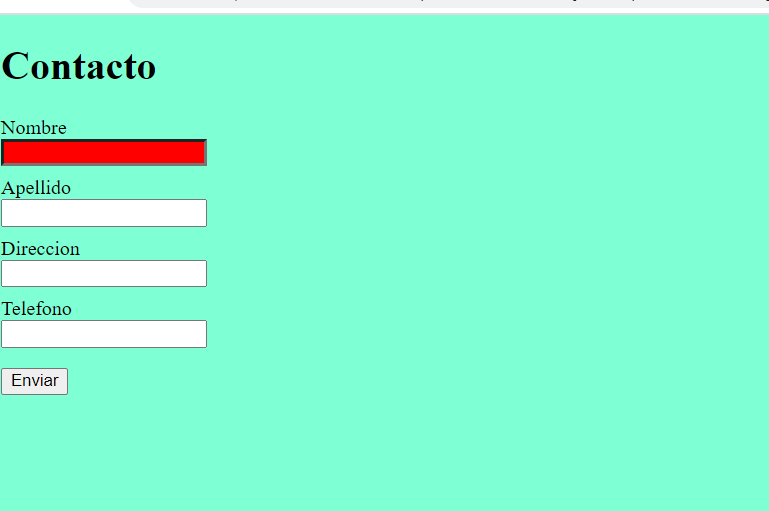 Contacto
Nombre
Apellido
Direccion
Telefono
Enviar